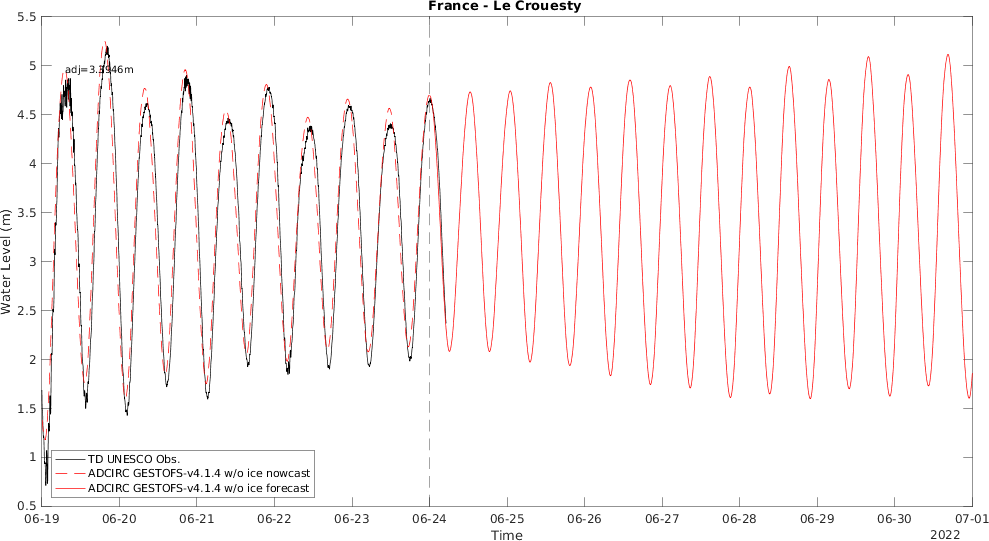 France - Le Crouesty
5.5
5
4.5
4
3.5
3
2.5
2
1.5
1
0.5
Water Level (m)
TD UNESCO Obs.
ADCIRC GESTOFS-v4.1.4 w/o ice nowcast
ADCIRC GESTOFS-v4.1.4 w/o ice forecast
06-19 06-20 06-21 06-22 06-23 06-24 06-25 06-26 06-27 06-28 06-29 06-30 07-01
Time
2022